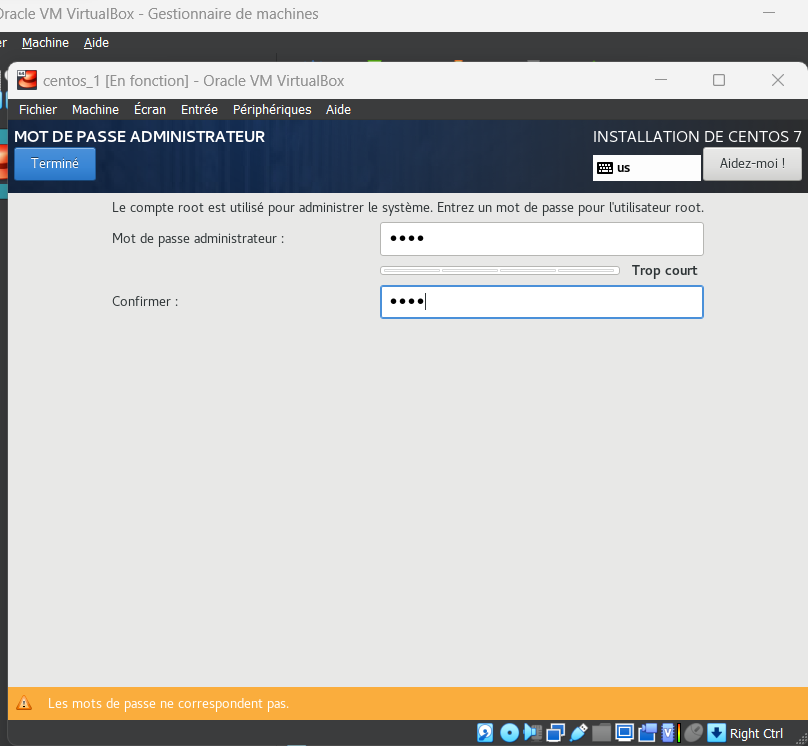 Oracle VM VirtualBox - Gestionnaire de machines
Machine Aide
centos_1 [En fonction] - Oracle VM VirtualBox
Fichier Machine Écran Entrée Périphériques Aide
MOT DE PASSE ADMINISTRATEUR
INSTALLATION DE CENTOS 7
Terminé
us
Aidez-moi !
Le compte root est utilisé pour administrer le système. Entrez un mot de passe pour l'utilisateur root.
Mot de passe administrateur : ●●●●
Trop court
Confirmer : ●●●●
Les mots de passe ne correspondent pas.
Right Ctrl